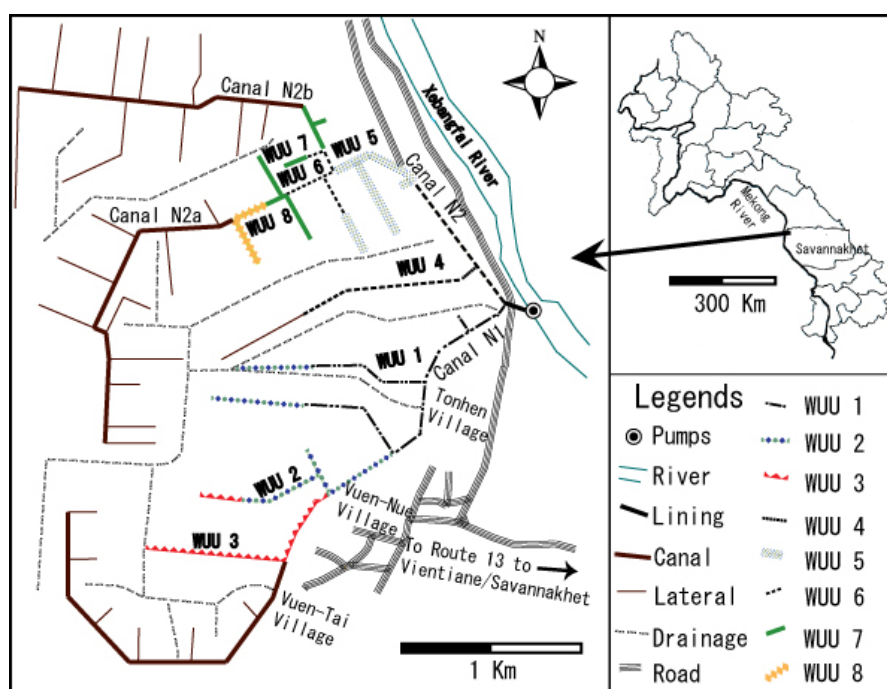 N
Canal N2b
Xebangfai River
WUU 7
WUU 5
WUU 6
Canal N2
Canal N2a
WUU 8
WUU 4
WUU 1
Canal N1
Tonhen
Village
WUU 2
Vuen-Nue
Village
WUU 3
To Route 13 to
Vientiane/Savannakhet
Vuen-Tai
Village
1 Km
Mekong
River
Savannakhet
300 Km
Legends
Pumps
River
Lining
Canal
Lateral
Drainage
Road
WUU 1
WUU 2
WUU 3
WUU 4
WUU 5
WUU 6
WUU 7
WUU 8